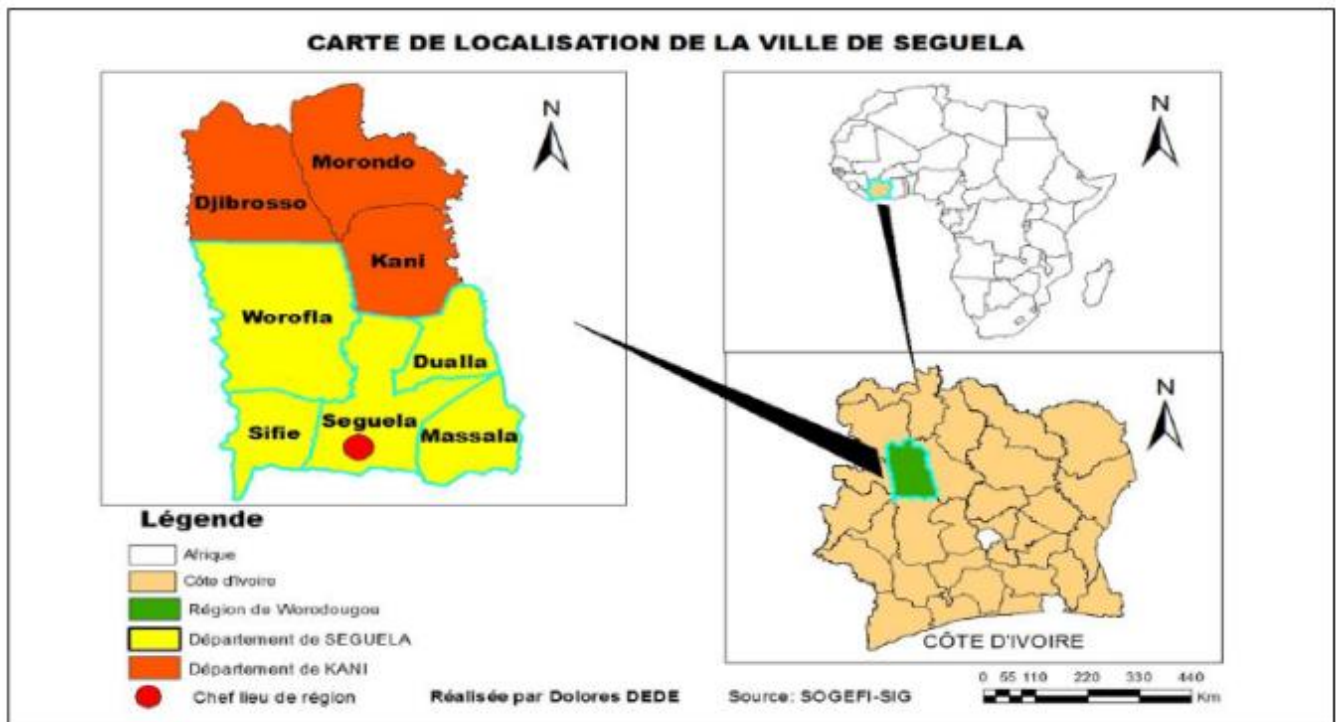 CARTE DE LOCALISATION DE LA VILLE DE SEGUELA
N
Morondo
Djibrosso
Kani
Worofla
Dualla
Seguela
Sifie
Massala
N
N
CÔTE D'IVOIRE
Légende
Afrique
Côte d'Ivoire
Région de Worodougou
Département de SEGUELA
Département de KANI
Chef lieu de région
Réalisée par Dolores DEDE
Source: SOGEFI-SIG
0 55 110 220 330 440
Km